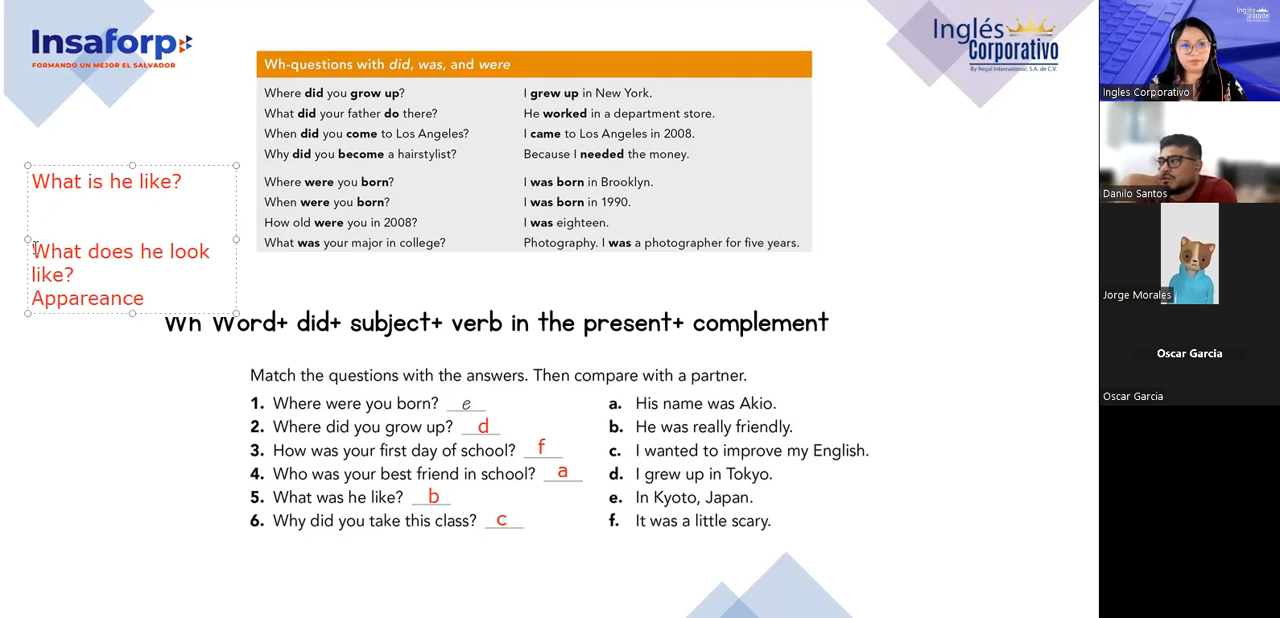 Insaforp
FORMANDO UN MEJOR EL SALVADOR
Inglés
Corporativo
By Regal International, S.A. de C.V.
Wh-questions with did, was, and were
Where did you grow up? I grew up in New York.
What did your father do there? He worked in a department store.
When did you come to Los Angeles? I came to Los Angeles in 2008.
Why did you become a hairstylist? Because I needed the money.
Where were you born? I was born in Brooklyn.
When were you born? I was born in 1990.
How old were you in 2008? I was eighteen.
What was your major in college? Photography. I was a photographer for five years.
What is he like?
What does he look
like?
Appareance
Wh Word+ did+ subject+ verb in the present+ complement
Match the questions with the answers. Then compare with a partner.
1. Where were you born? e a. His name was Akio.
2. Where did you grow up? d b. He was really friendly.
3. How was your first day of school? f c. I wanted to improve my English.
4. Who was your best friend in school? a d. I grew up in Tokyo.
5. What was he like? b e. In Kyoto, Japan.
6. Why did you take this class? c f. It was a little scary.
Ingles Corporativo
Danilo Santos
Jorge Morales
Oscar Garcia
Oscar Garcia